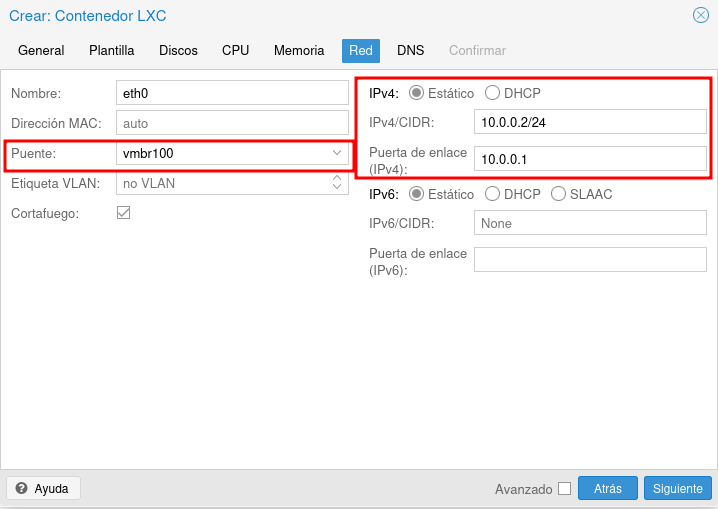 Crear: Contenedor LXC
General Plantilla Discos CPU Memoria Red DNS Confirmar
Nombre: eth0
Dirección MAC: auto
Puente: vmbr100
Etiqueta VLAN: no VLAN
Cortafuego:
IPv4: Estático DHCP
IPv4/CIDR: 10.0.0.2/24
Puerta de enlace
(IPv4): 10.0.0.1
IPv6: Estático DHCP SLAAC
IPv6/CIDR: None
Puerta de enlace
(IPv6):
Ayuda Avanzado Atrás Siguiente